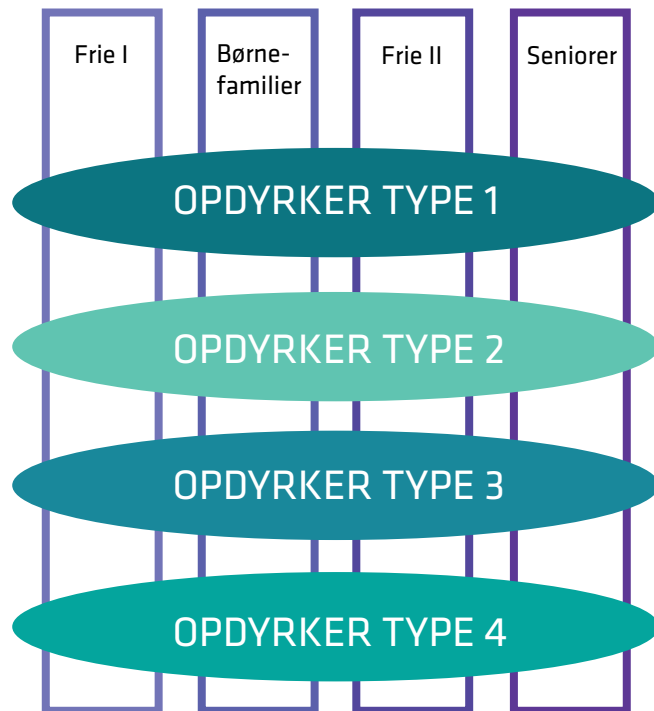 Frie I
Børne-
familier
Frie II
Seniorer
OPDYRKER TYPE 1
OPDYRKER TYPE 2
OPDYRKER TYPE 3
OPDYRKER TYPE 4